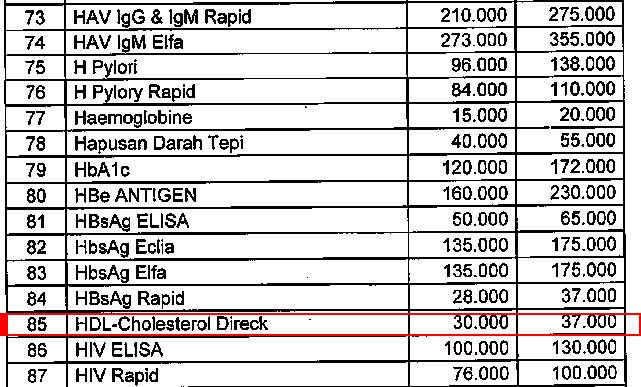 73 HAV IgG & IgM Rapid 210.000 275.000
74 HAV IgM Elfa 273.000 355.000
75 H Pylori 96.000 138.000
76 H Pylory Rapid 84.000 110.000
77 Haemoglobine 15.000 20.000
78 Hapusan Darah Tepi 40.000 55.000
79 HbA1c 120.000 172.000
80 HBe ANTIGEN 160.000 230.000
81 HBsAg ELISA 50.000 65.000
82 HbsAg Eclia 135.000 175.000
83 HbsAg Elfa 135.000 175.000
84 HBsAg Rapid 28.000 37.000
85 HDL-Cholesterol Direck 30.000 37.000
86 HIV ELISA 100.000 130.000
87 HIV Rapid 76.000 100.000